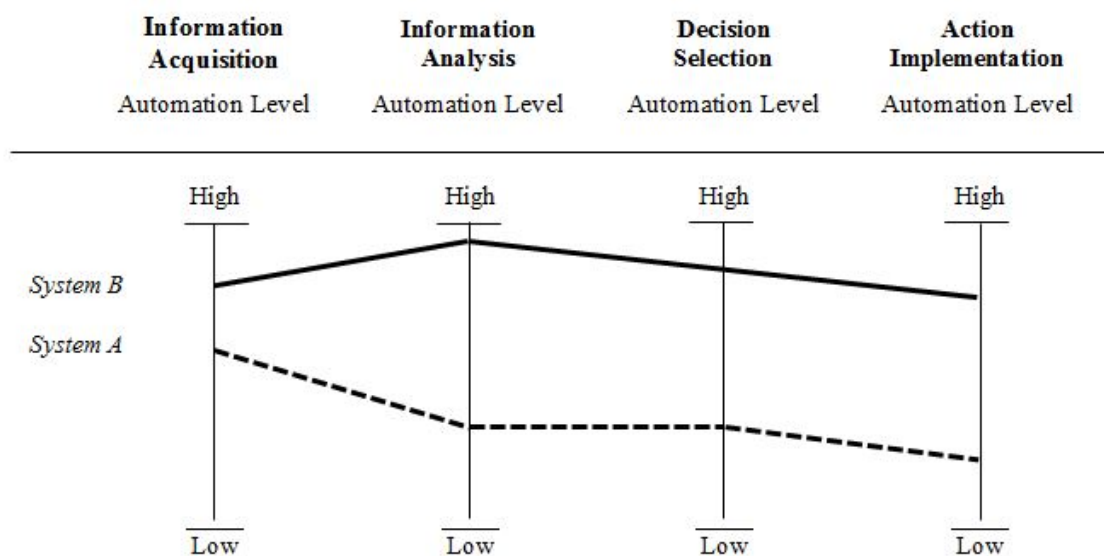 Information Acquisition
Automation Level
Information Analysis
Automation Level
Decision Selection
Automation Level
Action Implementation
Automation Level
High
High
High
High
System B
System A
Low
Low
Low
Low